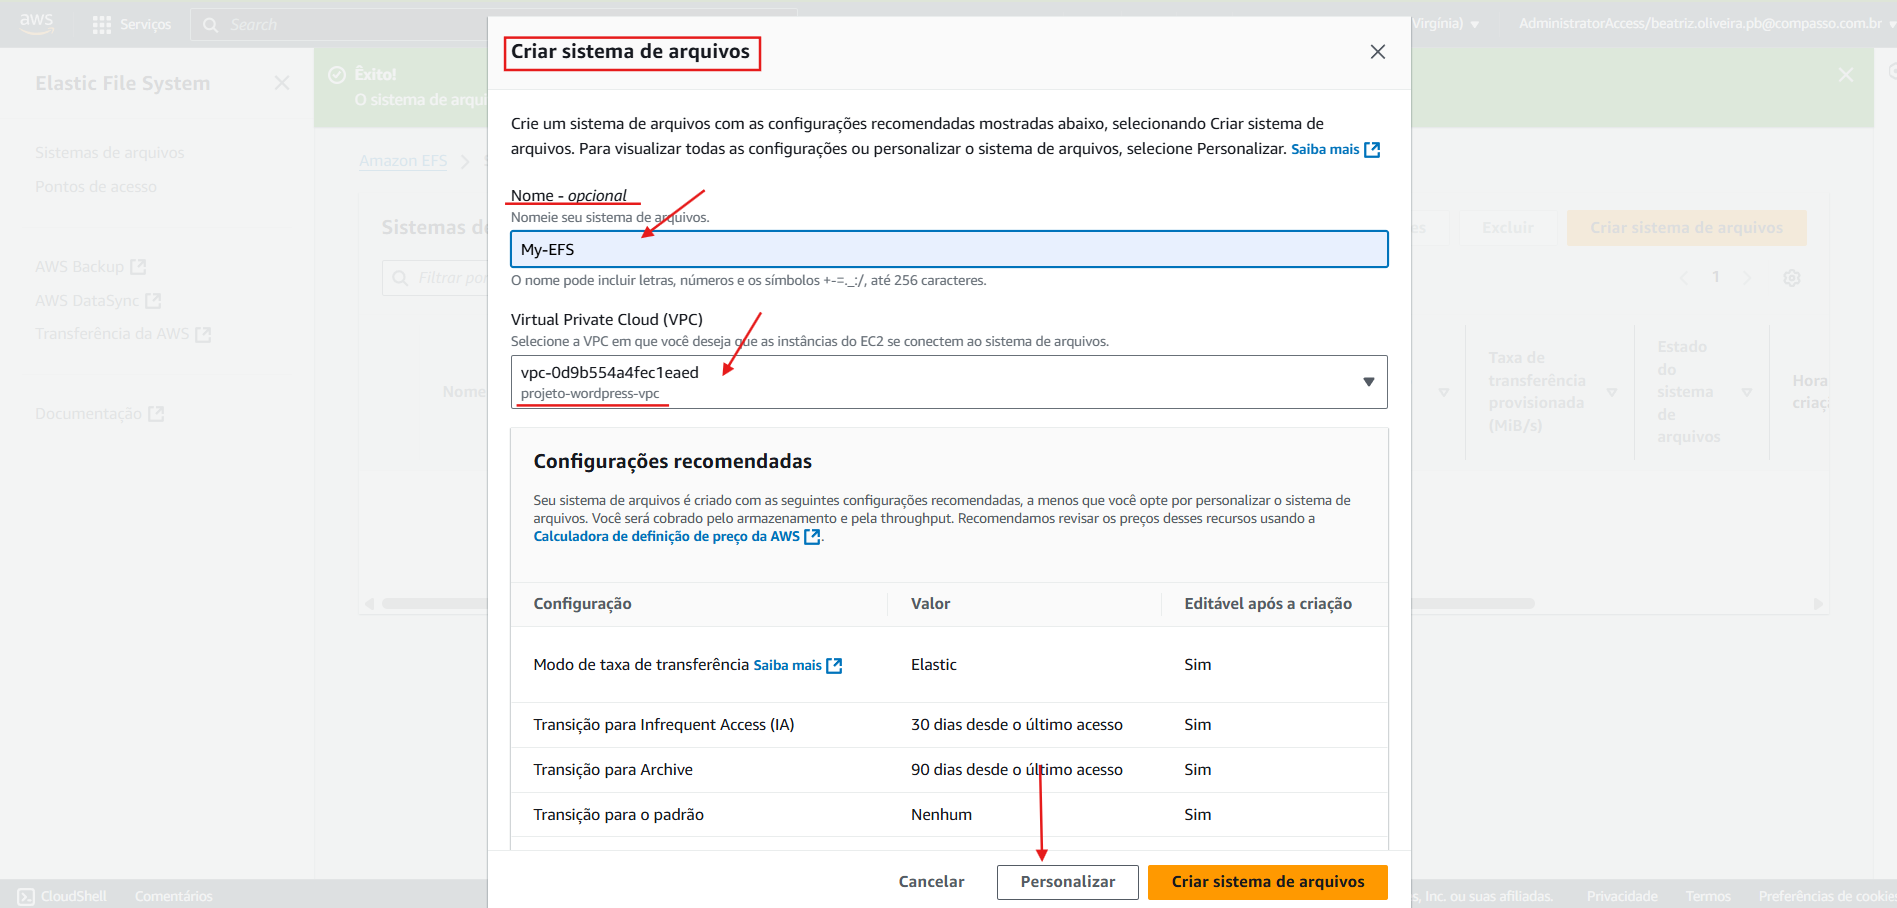 aws
Serviços
Search
Virgínia)
AdministratorAccess/beatriz.oliveira.pb@compasso.com.br
Elastic File System
Sistemas de arquivos
Pontos de acesso
AWS Backup
AWS DataSync
Transferência da AWS
Documentação
Êxito!
O sistema de arqui
Amazon EFS
Sistemas d
Filtrar por
Nome
Excluir
Criar sistema de arquivos
1
Taxa de
transferência
provisionada
(MiB/s)
Estado
do
sistema
de
arquivos
Hora
criaç
Criar sistema de arquivos
Crie um sistema de arquivos com as configurações recomendadas mostradas abaixo, selecionando Criar sistema de
arquivos. Para visualizar todas as configurações ou personalizar o sistema de arquivos, selecione Personalizar. Saiba mais
Nome - opcional
Nomeie seu sistema de arquivos.
My-EFS
O nome pode incluir letras, números e os símbolos +-=._:/, até 256 caracteres.
Virtual Private Cloud (VPC)
Selecione a VPC em que você deseja que as instâncias do EC2 se conectem ao sistema de arquivos.
vpc-0d9b554a4fec1eaed
projeto-wordpress-vpc
Configurações recomendadas
Seu sistema de arquivos é criado com as seguintes configurações recomendadas, a menos que você opte por personalizar o sistema de
arquivos. Você será cobrado pelo armazenamento e pela throughput. Recomendamos revisar os preços desses recursos usando a
Calculadora de definição de preço da AWS.
Configuração Valor Editável após a criação
Modo de taxa de transferência Saiba mais Elastic Sim
Transição para Infrequent Access (IA) 30 dias desde o último acesso Sim
Transição para Archive 90 dias desde o último acesso Sim
Transição para o padrão Nenhum Sim
Cancelar Personalizar Criar sistema de arquivos
CloudShell Comentários
s, Inc. ou suas afiliadas. Privacidade Termos Preferências de cookie